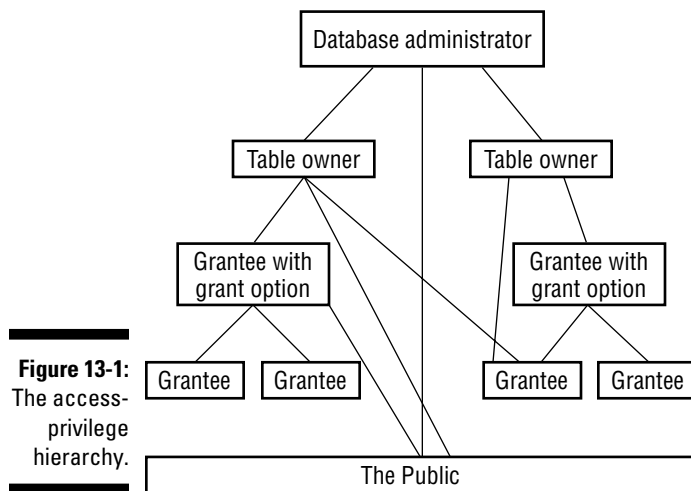 Database administrator
Table owner
Table owner
Grantee with
grant option
Grantee with
grant option
Grantee
Grantee
Grantee
Grantee
The Public
Figure 13-1:
The access-
privilege
hierarchy.